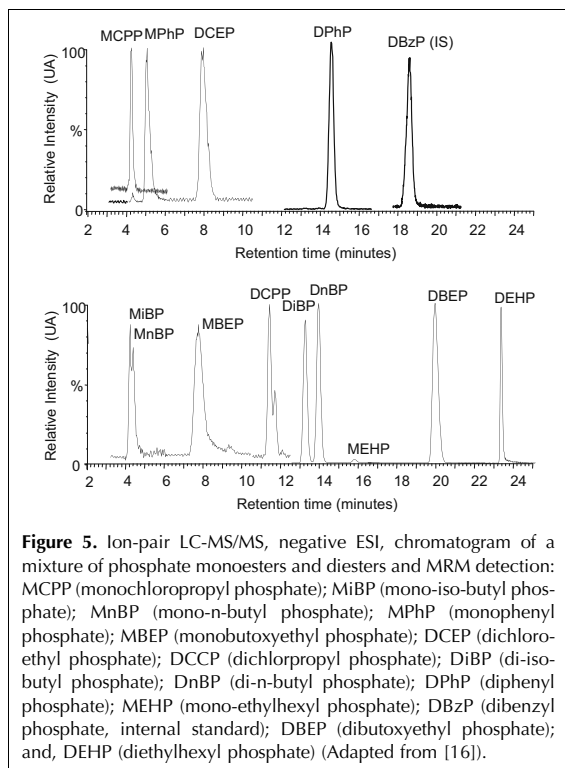 MCPP MPhP DCEP DPhP DBzP (IS)
Relative Intensity (UA)
100
%
0
2 4 6 8 10 12 14 16 18 20 22 24
Retention time (minutes)
Relative Intensity (UA)
100
%
0
MiBP
MnBP
MBEP
DCPP
DiBP
DnBP
MEHP
DBEP
DEHP
2 4 6 8 10 12 14 16 18 20 22 24
Retention time (minutes)
Figure 5. Ion-pair LC-MS/MS, negative ESI, chromatogram of a
mixture of phosphate monoesters and diesters and MRM detection:
MCPP (monochloropropyl phosphate); MiBP (mono-iso-butyl phos-
phate); MnBP (mono-n-butyl phosphate); MPhP (monophenyl
phosphate); MBEP (monobutoxyethyl phosphate); DCEP (dichloro-
ethyl phosphate); DCCP (dichlorpropyl phosphate); DiBP (di-iso-
butyl phosphate); DnBP (di-n-butyl phosphate); DPhP (diphenyl
phosphate); MEHP (mono-ethylhexyl phosphate); DBzP (dibenzyl
phosphate, internal standard); DBEP (dibutoxyethyl phosphate);
and, DEHP (diethylhexyl phosphate) (Adapted from [16]).